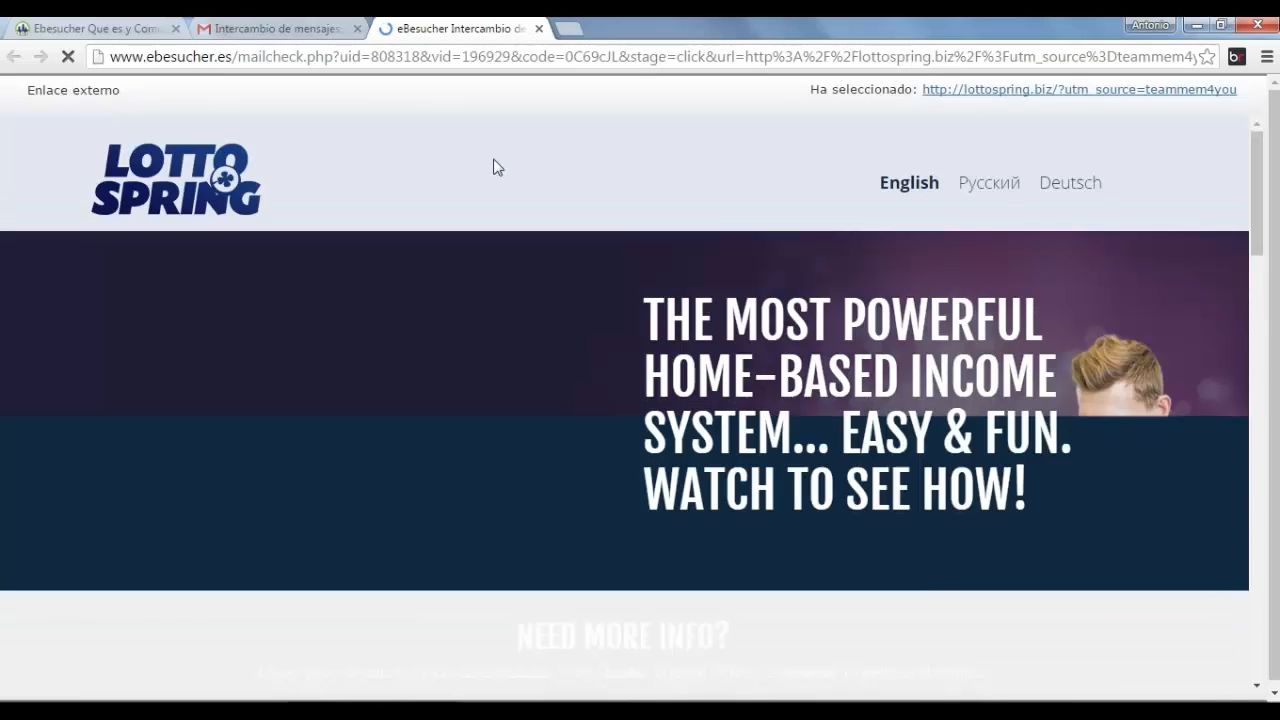 Ebesucher Que es y Com
Intercambio de mensajes
eBesucher Intercambio de
Antonio
www.ebesucher.es/mailcheck.php?uid=808318&vid=196929&code=C69cJL&stage=click&url=http%3A%2F%2Flottospring.biz%2F%3Futm_source%3Dteammem4y
Enlace externo
Ha seleccionado: http://lottospring.biz/?utm_source=teammem4you
LOTTO
SPRING
English Русский Deutsch
THE MOST POWERFUL
HOME-BASED INCOME
SYSTEM... EASY & FUN.
WATCH TO SEE HOW!
NEED MORE INFO?